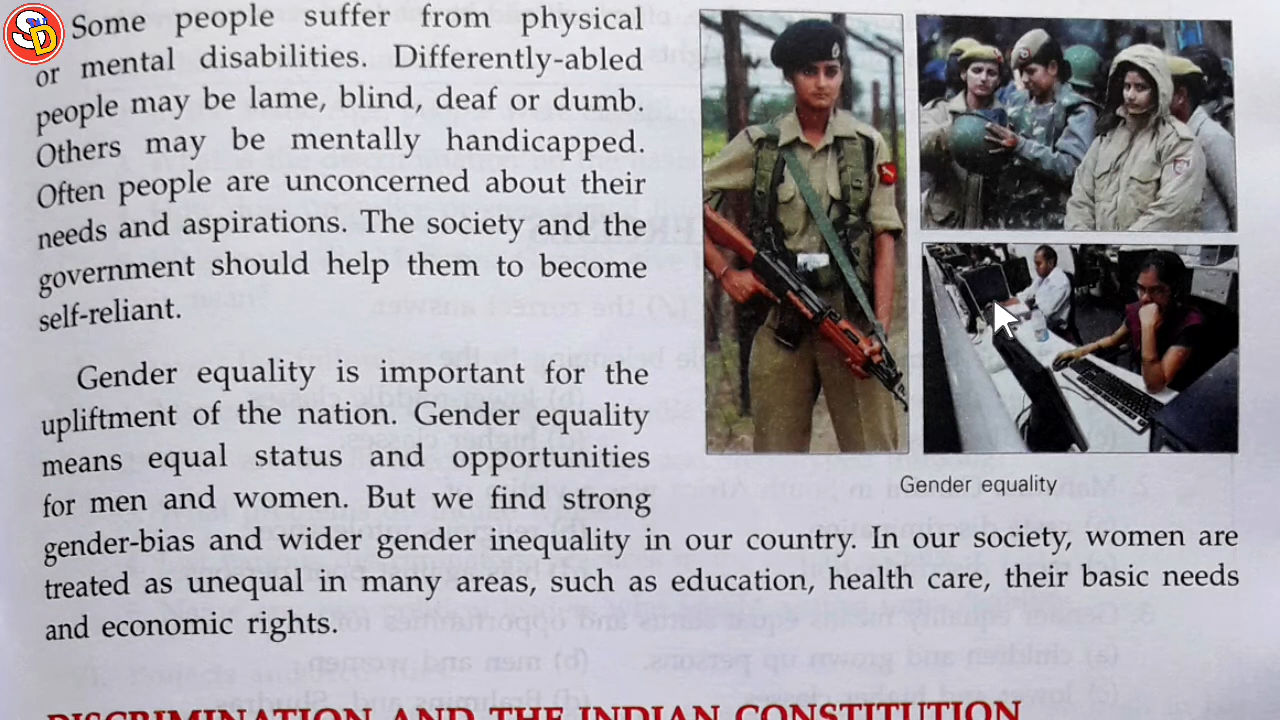 SD
Some people suffer from physical
or mental disabilities. Differently-abled
people may be lame, blind, deaf or dumb.
Others may be mentally handicapped.
Often people are unconcerned about their
needs and aspirations. The society and the
government should help them to become
self-reliant.
Gender equality is important for the
upliftment of the nation. Gender equality
means equal status and opportunities
for men and women. But we find strong
gender-bias and wider gender inequality in our country. In our society, women are
treated as unequal in many areas, such as education, health care, their basic needs
and economic rights.
Gender equality
DISCRIMINATION AND THE INDIAN CONSTITUTION